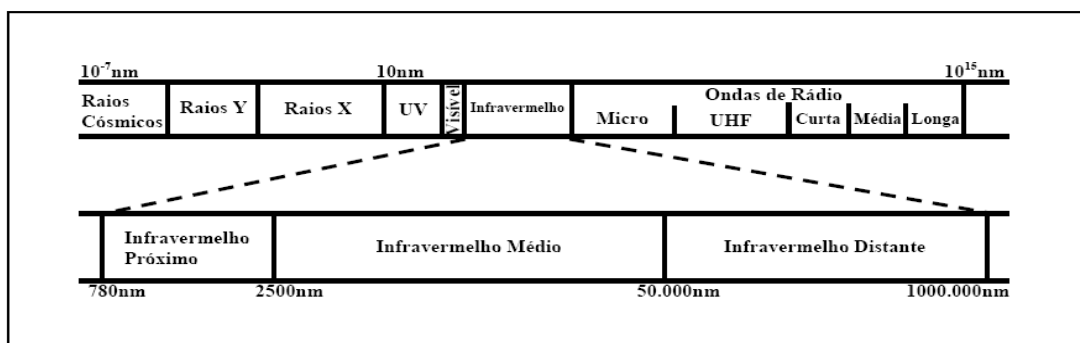 10⁻⁷nm 10nm 10¹⁵nm
Raios
Cósmicos
Raios Y
Raios X
UV
Visível
Infravermelho
Ondas de Rádio
Micro
UHF
Curta
Média
Longa
Infravermelho
Próximo
Infravermelho Médio
Infravermelho Distante
780nm 2500nm 50.000nm 1000.000nm